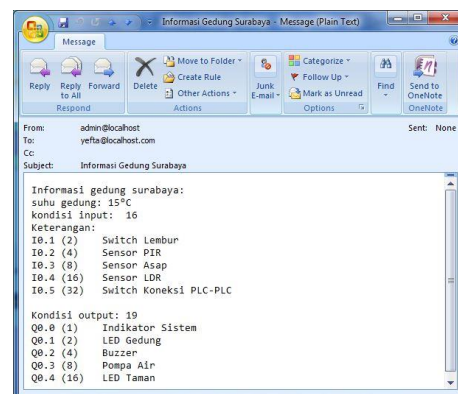 Informasi Gedung Surabaya - Message (Plain Text)
Message
Reply
Reply to All
Forward
Delete
Move to Folder
Create Rule
Other Actions
Junk E-mail
Categorize
Follow Up
Mark as Unread
Find
Send to OneNote
Respond
Actions
Options
OneNote
From: admin@localhost Sent: None
To: yefta@localhost.com
Cc:
Subject: Informasi Gedung Surabaya
Informasi gedung surabaya:
suhu gedung: 15°C
kondisi input: 16
Keterangan:
I0.1 (2) Switch Lembur
I0.2 (4) Sensor PIR
I0.3 (8) Sensor Asap
I0.4 (16) Sensor LDR
I0.5 (32) Switch Koneksi PLC-PLC
Kondisi output: 19
Q0.0 (1) Indikator Sistem
Q0.1 (2) LED Gedung
Q0.2 (4) Buzzer
Q0.3 (8) Pompa Air
Q0.4 (16) LED Taman